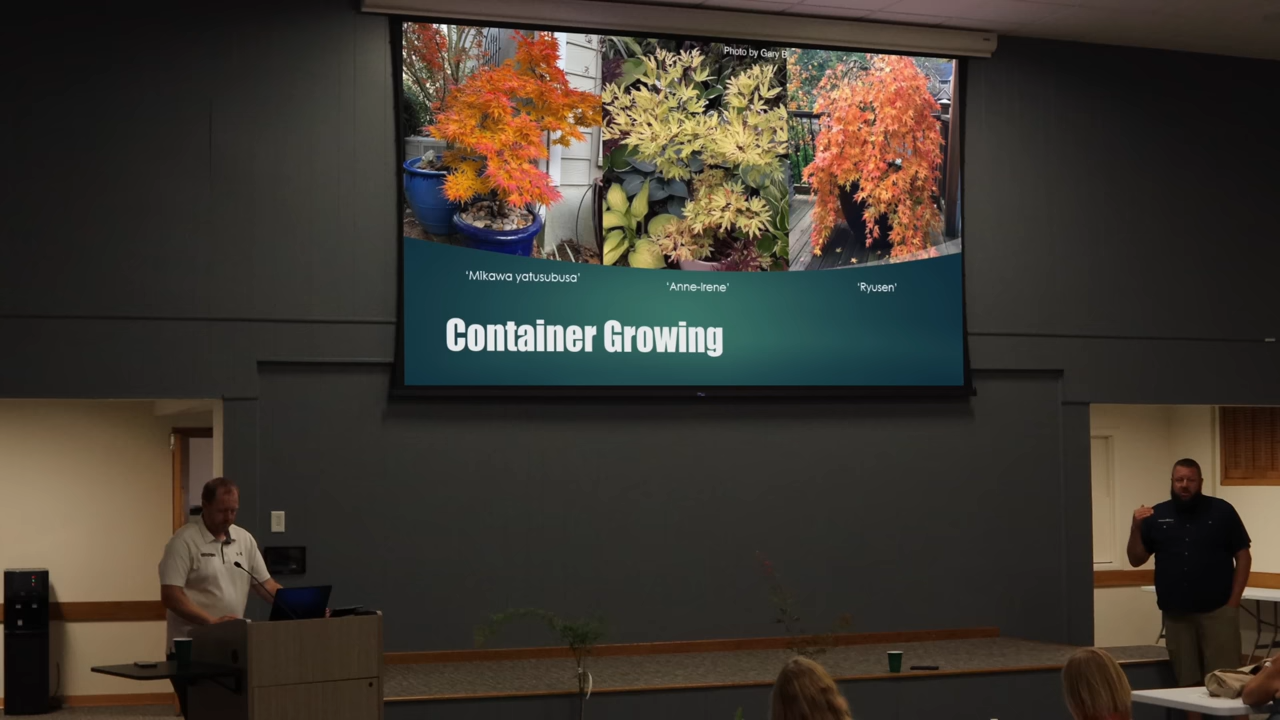 Photo by Gary
'Mikawa yatusubusa'
'Anne-Irene'
'Ryusen'
Container Growing